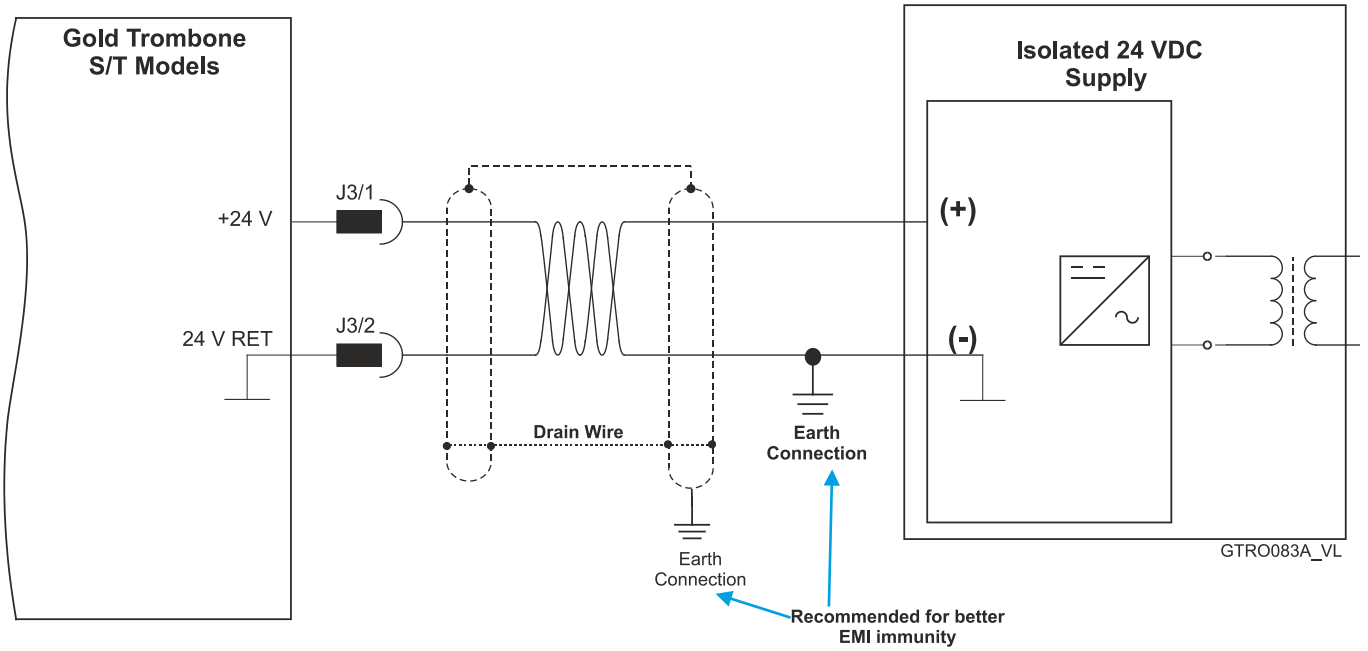 Gold Trombone
S/T Models
Isolated 24 VDC
Supply
J3/1
+24 V
(+)
J3/2
24 V RET
(-)
Drain Wire
Earth
Connection
Earth
Connection
GTRO083A_VL
Recommended for better
EMI immunity